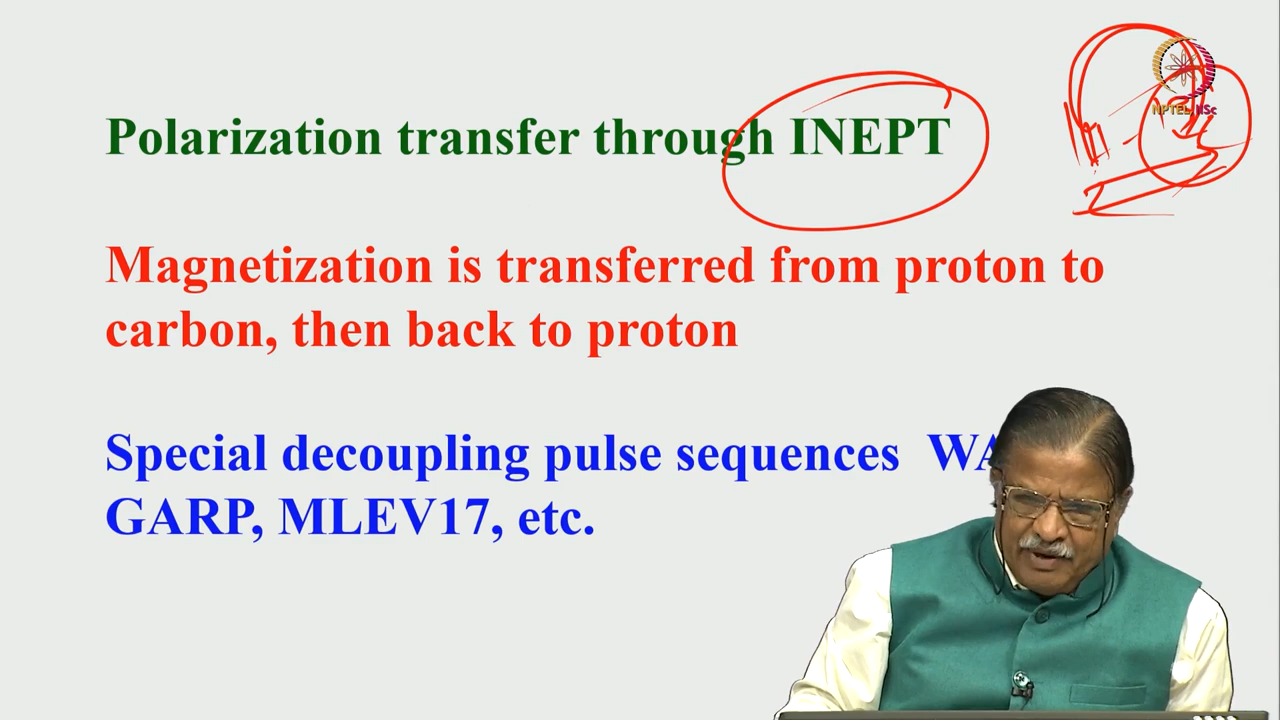 Polarization transfer through INEPT
Magnetization is transferred from proton to
carbon, then back to proton
Special decoupling pulse sequences
GARP, MLEV17, etc.
NPTEL